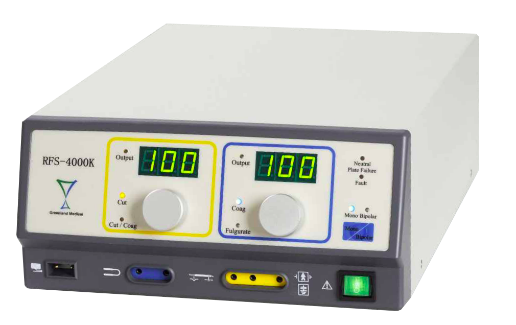 RFS-4000K
Output
100
Cut
Cut / Coag
Output
100
Coag
Fulgurate
Neutral
Plate Failure
Fault
Mono Bipolar